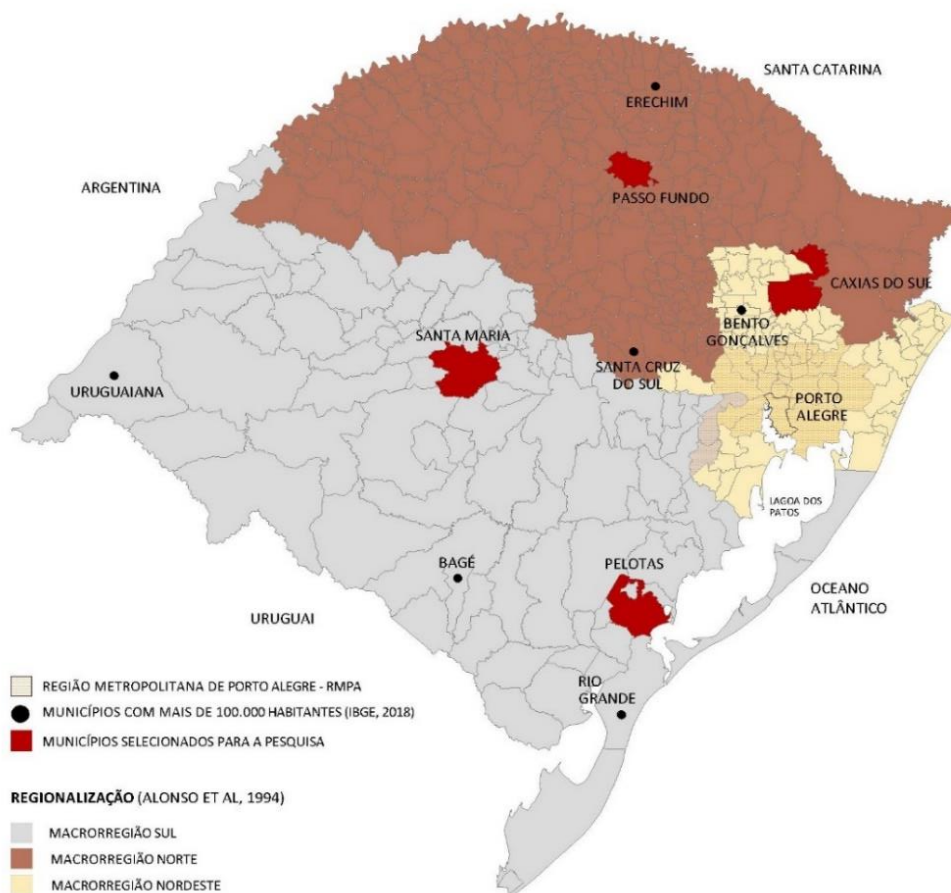 SANTA CATARINA
ERECHIM
ARGENTINA
PASSO FUNDO
CAXIAS DO SUL
BENTO
GONÇALVES
SANTA MARIA
SANTA CRUZ
DO SUL
URUGUAIANA
PORTO
ALEGRE
LAGOA DOS
PATOS
BAGÉ
PELOTAS
OCEANO
ATLÂNTICO
URUGUAI
RIO
GRANDE
REGIÃO METROPOLITANA DE PORTO ALEGRE - RMPA
MUNICÍPIOS COM MAIS DE 100.000 HABITANTES (IBGE, 2018)
MUNICÍPIOS SELECIONADOS PARA A PESQUISA
REGIONALIZAÇÃO (ALONSO ET AL, 1994)
MACRORREGIÃO SUL
MACRORREGIÃO NORTE
MACRORREGIÃO NORDESTE